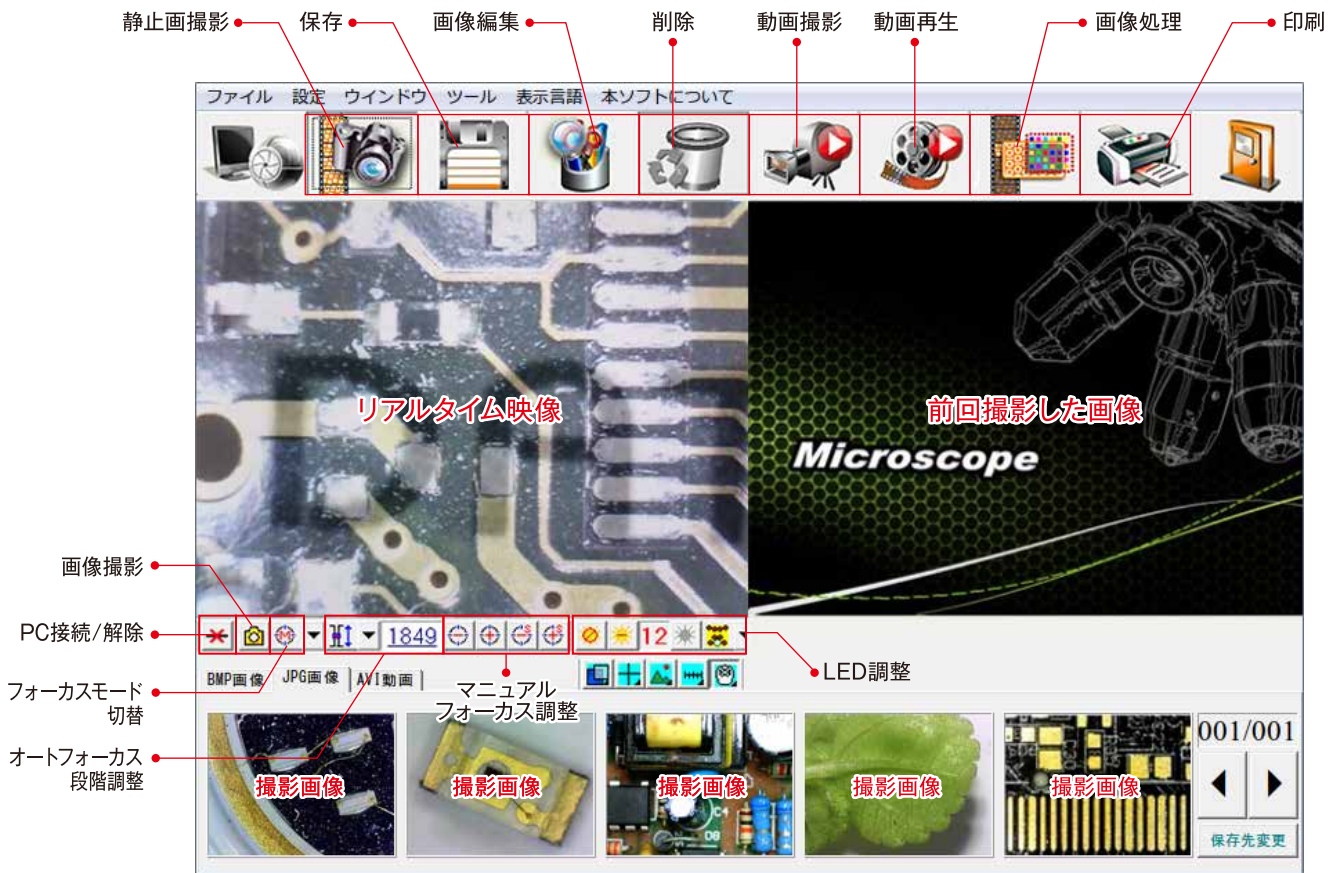 静止画撮影
保存
画像編集
削除
動画撮影
動画再生
画像処理
印刷
ファイル 設定 ウインドウ ツール 表示言語 本ソフトについて
リアルタイム映像
前回撮影した画像
Microscope
画像撮影
PC接続/解除
フォーカスモード
切替
オートフォーカス
段階調整
M
1849
S
S
12
マニュアル
フォーカス調整
LED調整
BMP画像 JPG画像 AVI動画
撮影画像
撮影画像
撮影画像
撮影画像
撮影画像
C4
D8
001/001
保存先変更